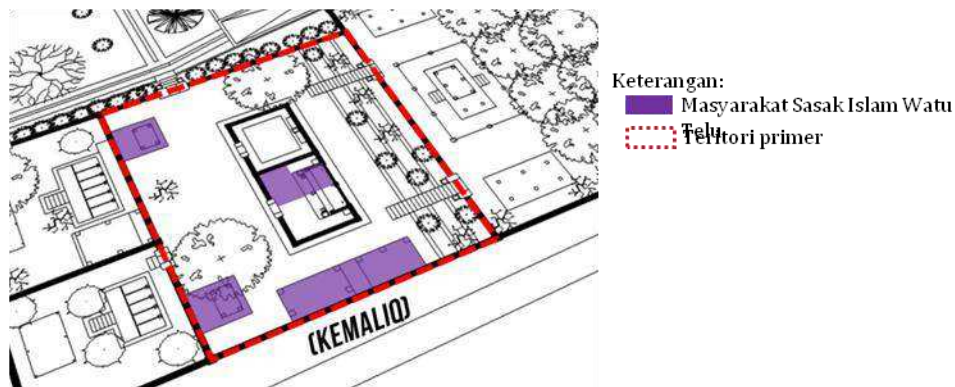 Keterangan:
Masyarakat Sasak Islam Watu
Telu
Teritori primer
(KEMALIQ)